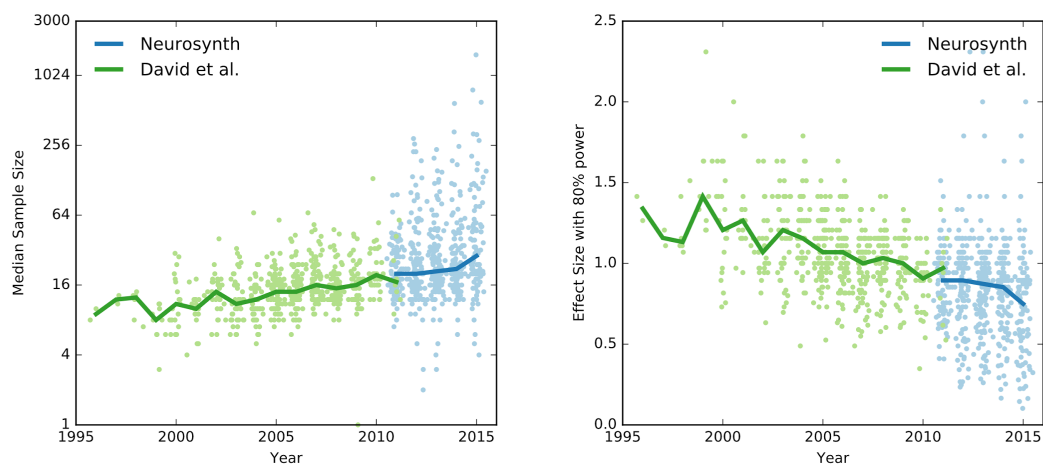 3000
1024
256
64
16
4
1
Median Sample Size
Neurosynth
David et al.
1995
2000
2005
2010
2015
Year
2.5
2.0
1.5
1.0
0.5
0.0
Effect Size with 80% power
Neurosynth
David et al.
1995
2000
2005
2010
2015
Year